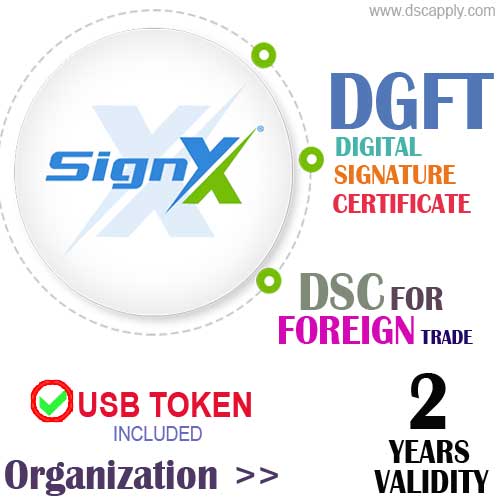 www.dscapply.com
SignX®
DGFT
DIGITAL
SIGNATURE
CERTIFICATE
DSC FOR
FOREIGN TRADE
USB TOKEN
INCLUDED
2
YEARS
VALIDITY
Organization >>